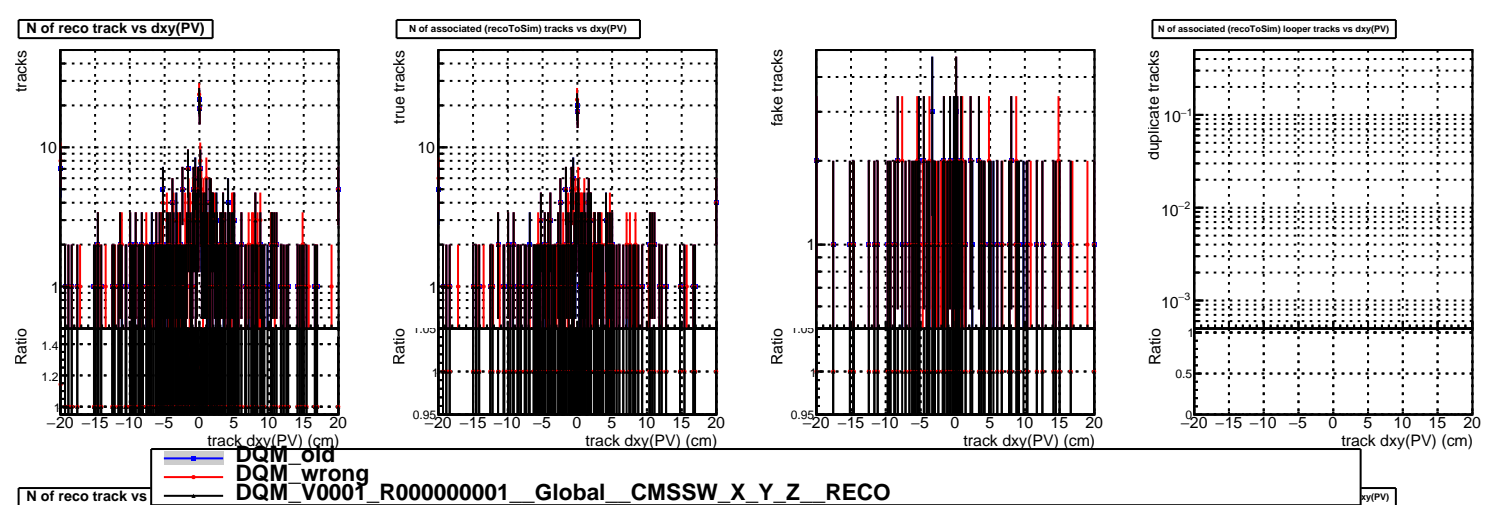 N of reco track vs dxy(PV)
N of associated (recoToSim) tracks vs dxy(PV)
N of associated (recoToSim) looper tracks vs dxy(PV)
tracks
10
1
Ratio
1.4
1.2
1
−20 −15 −10 −5 0 5 10 15 20
track dxy(PV) (cm)
true tracks
10
1
Ratio
1.05
1
0.95
−20 −15 −10 −5 0 5 10 15 20
track dxy(PV) (cm)
fake tracks
1
Ratio
1.05
1
0.95
−20 −15 −10 −5 0 5 10 15 20
track dxy(PV) (cm)
duplicate tracks
10−1
10−2
10−3
Ratio
1
0.5
0
−20 −15 −10 −5 0 5 10 15 20
track dxy(PV) (cm)
DQM_old
DQM_wrong
DQM_V0001_R000000001__Global__CMSSW_X_Y_Z__RECO
N of reco track vs
xy(PV)